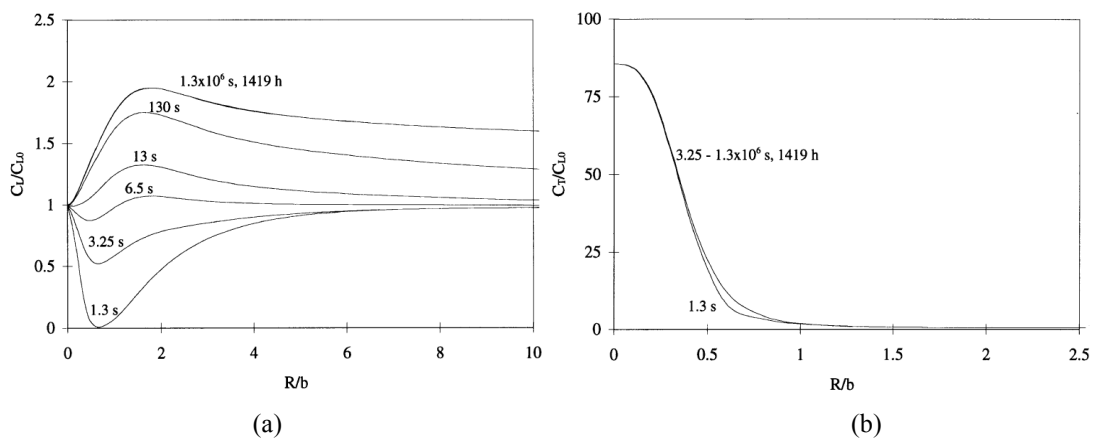 2.5
2
1.5
1
0.5
0
C_L/C_L0
1.3x10^6 s, 1419 h
130 s
13 s
6.5 s
3.25 s
1.3 s
0 2 4 6 8 10
R/b
(a)
100
75
50
25
0
C_T/C_L0
3.25 - 1.3x10^6 s, 1419 h
1.3 s
0 0.5 1 1.5 2 2.5
R/b
(b)